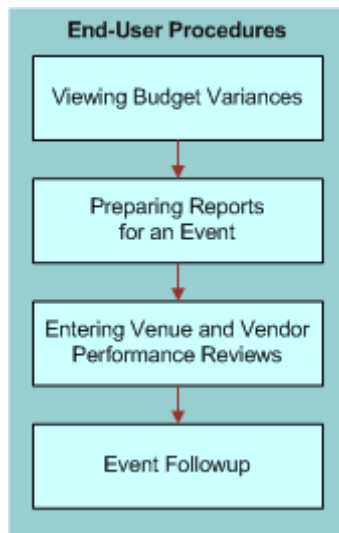 End-User Procedures
Viewing Budget Variances
Preparing Reports
for an Event
Entering Venue and Vendor
Performance Reviews
Event Followup